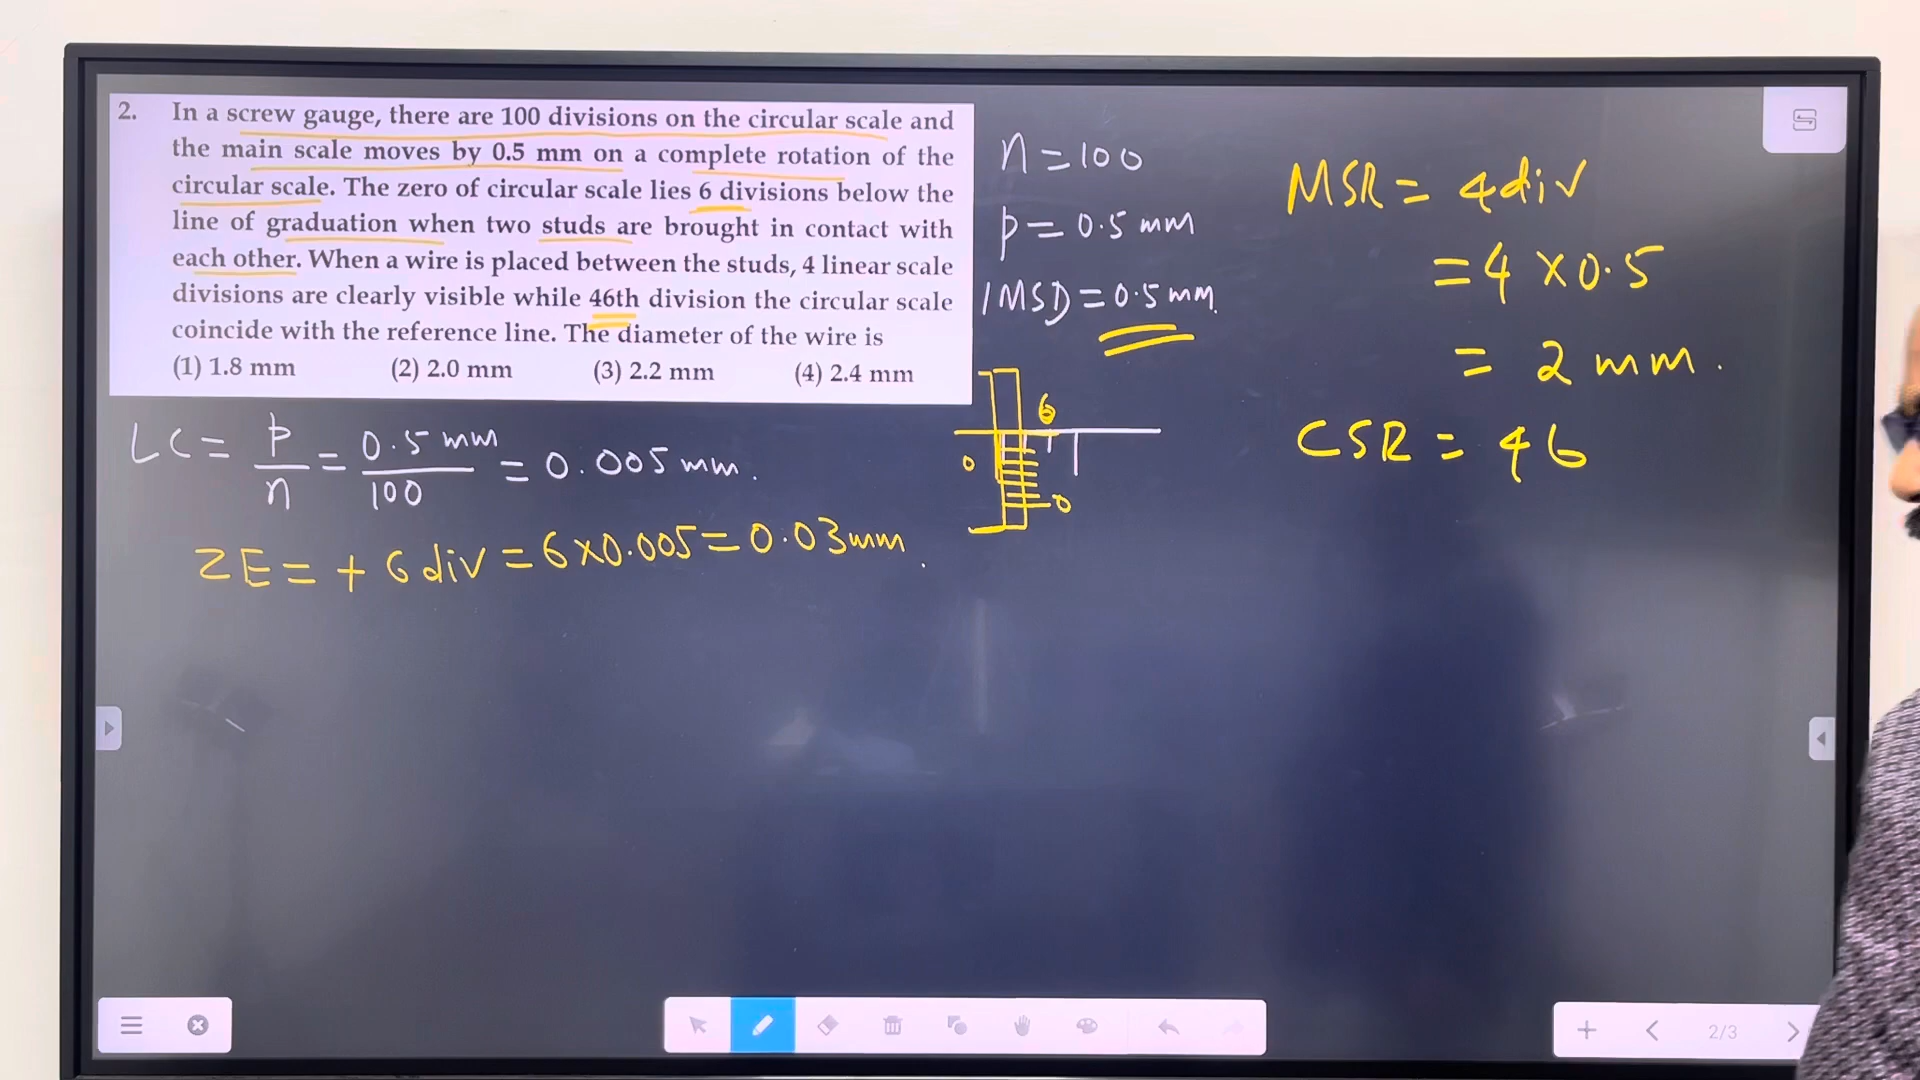 2. In a screw gauge, there are 100 divisions on the circular scale and
the main scale moves by 0.5 mm on a complete rotation of the
circular scale. The zero of circular scale lies 6 divisions below the
line of graduation when two studs are brought in contact with
each other. When a wire is placed between the studs, 4 linear scale
divisions are clearly visible while 46th division the circular scale
coincide with the reference line. The diameter of the wire is
(1) 1.8 mm (2) 2.0 mm (3) 2.2 mm (4) 2.4 mm
n = 100
p = 0.5 mm
1MSD = 0.5 mm.
MSR = 4 div
= 4 × 0.5
= 2 mm.
CSR = 46
6
0
0
LC = p/n = 0.5 mm/100 = 0.005 mm.
ZE = + 6 div = 6×0.005 = 0.03mm.
2/3